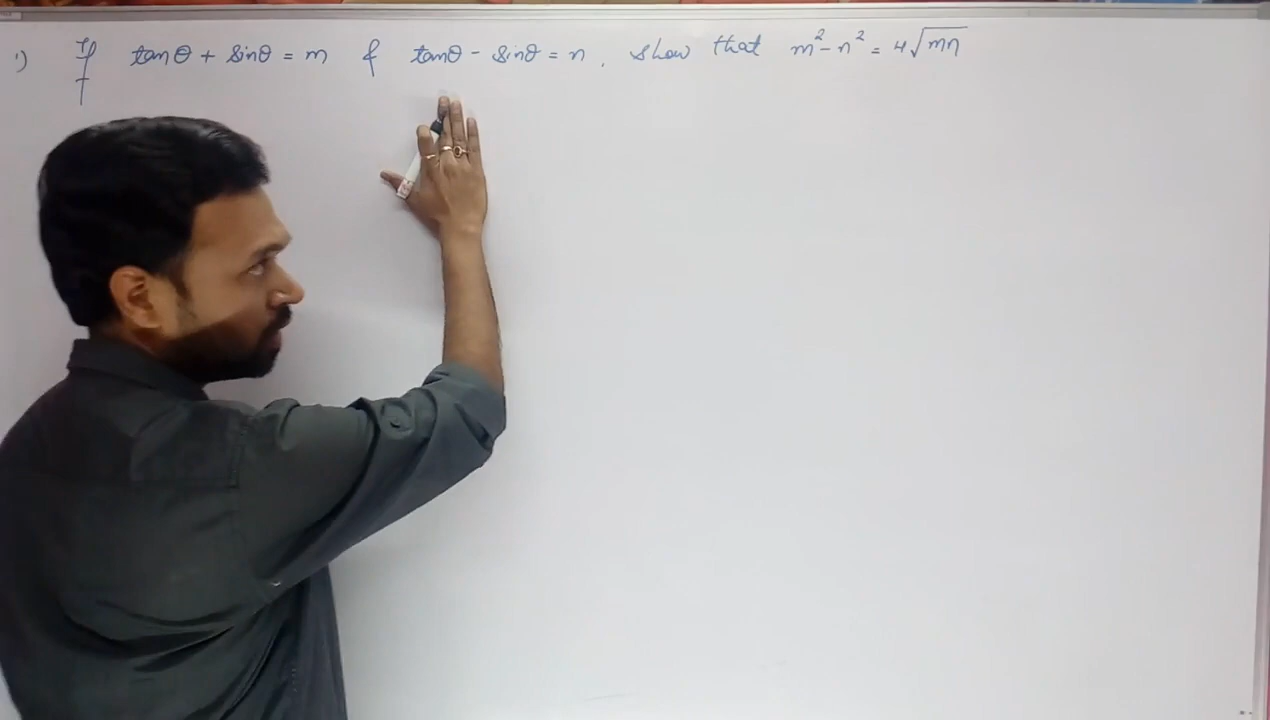 1) If tanθ + sinθ = m & tanθ - sinθ = n, show that m² - n² = 4√mn